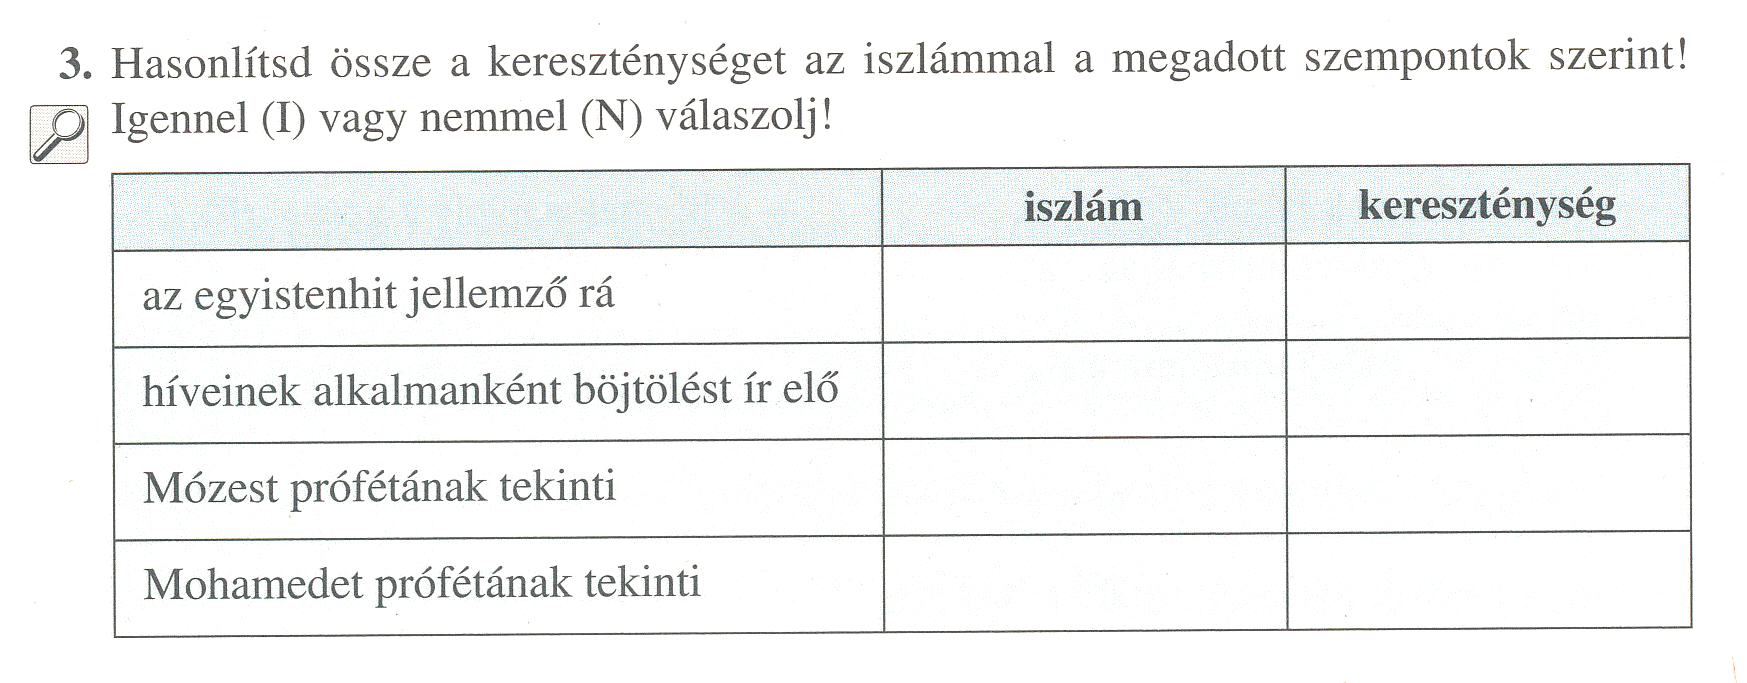 3. Hasonlítsd össze a kereszténységet az iszlámmal a megadott szempontok szerint!
Igennel (I) vagy nemmel (N) válaszolj!
iszlám kereszténység
az egyistenhit jellemző rá
híveinek alkalmanként böjtölést ír elő
Mózest prófétának tekinti
Mohamedet prófétának tekinti